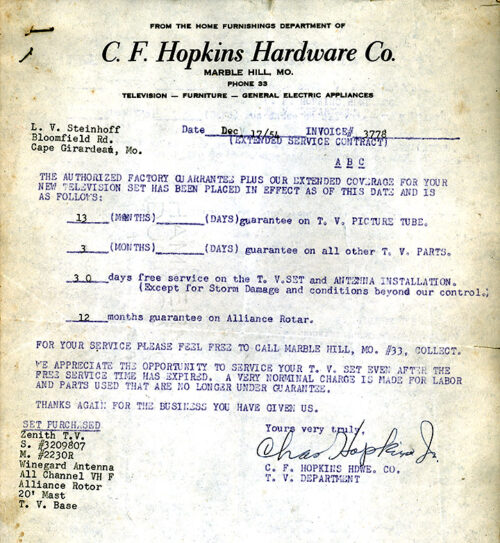 FROM THE HOME FURNISHINGS DEPARTMENT OF
C. F. Hopkins Hardware Co.
MARBLE HILL, MO.
PHONE 33
TELEVISION — FURNITURE — GENERAL ELECTRIC APPLIANCES
L. V. Steinhoff Date Dec 17/54 INVOICE# 3778
Bloomfield Rd. (EXTENDED SERVICE CONTRACT)
Cape Girardeau, Mo.
A B C
THE AUTHORIZED FACTORY GUARANTEE PLUS OUR EXTENDED COVERAGE FOR YOUR
NEW TELEVISION SET HAS BEEN PLACED IN EFFECT AS OF THIS DATE AND IS
AS FOLLOWS:
13 (MONTHS) (DAYS) guarantee on T. V. PICTURE TUBE.
3 (MONTHS) (DAYS) guarantee on all other T. V. PARTS.
30 days free service on the T. V.SET and ANTENNA INSTALLATION.
(Except for Storm Damage and conditions beyond our control.)
12 months guarantee on Alliance Rotar.
FOR YOUR SERVICE PLEASE FEEL FREE TO CALL MARBLE HILL, MO. #33, COLLECT.
WE APPRECIATE THE OPPORTUNITY TO SERVICE YOUR T. V. SET EVEN AFTER THE
FREE SERVICE TIME HAS EXPIRED. A VERY NORMINAL CHARGE IS MADE FOR LABOR
AND PARTS USED THAT ARE NO LONGER UNDER GUARANTEE.
THANKS AGAIN FOR THE BUSINESS YOU HAVE GIVEN US.
SET PURCHASED
Zenith T.V.
S. #3209807
M. #2230R
Winegard Antenna
All Channel VH F
Alliance Rotor
20' Mast
T. V. Base
Yours very truly,
Chas Hopkins Jr.
C. F. HOPKINS HDWE. CO.
T. V. DEPARTMENT